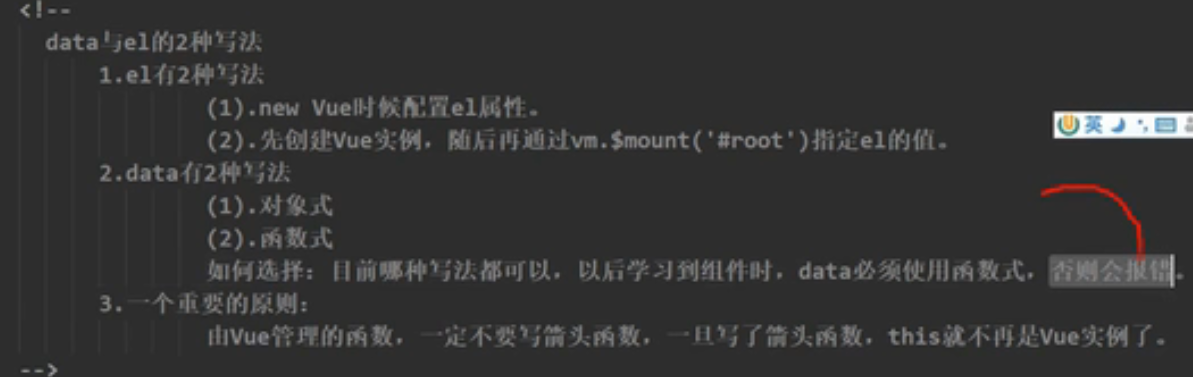 <!--
data与el的2种写法
1.el有2种写法
(1).new Vue时候配置el属性。
(2).先创建Vue实例，随后再通过vm.$mount('#root')指定el的值。
英
2.data有2种写法
(1).对象式
(2).函数式
如何选择：目前哪种写法都可以，以后学习到组件时，data必须使用函数式，否则会报错。
3.一个重要的原则：
由Vue管理的函数，一定不要写箭头函数，一旦写了箭头函数，this就不再是Vue实例了。
-->